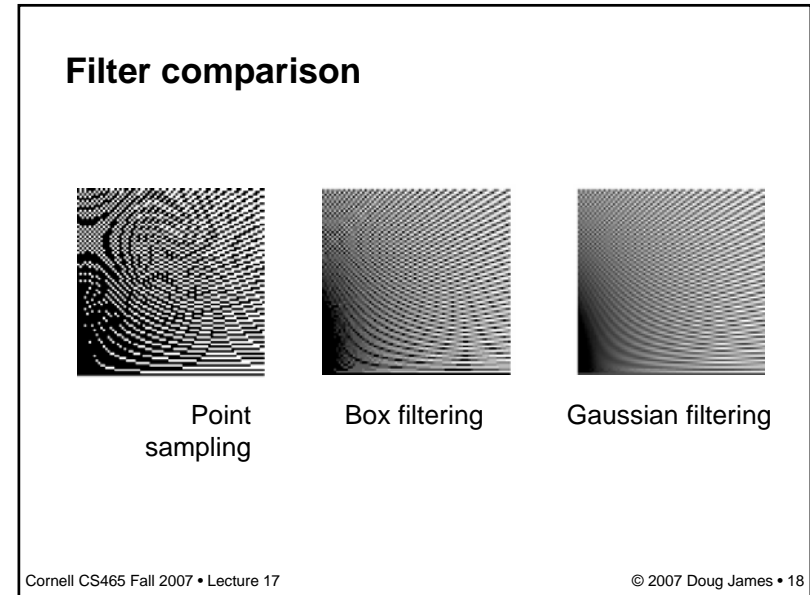 Filter comparison
Point
sampling
Box filtering
Gaussian filtering
Cornell CS465 Fall 2007 • Lecture 17
© 2007 Doug James • 18